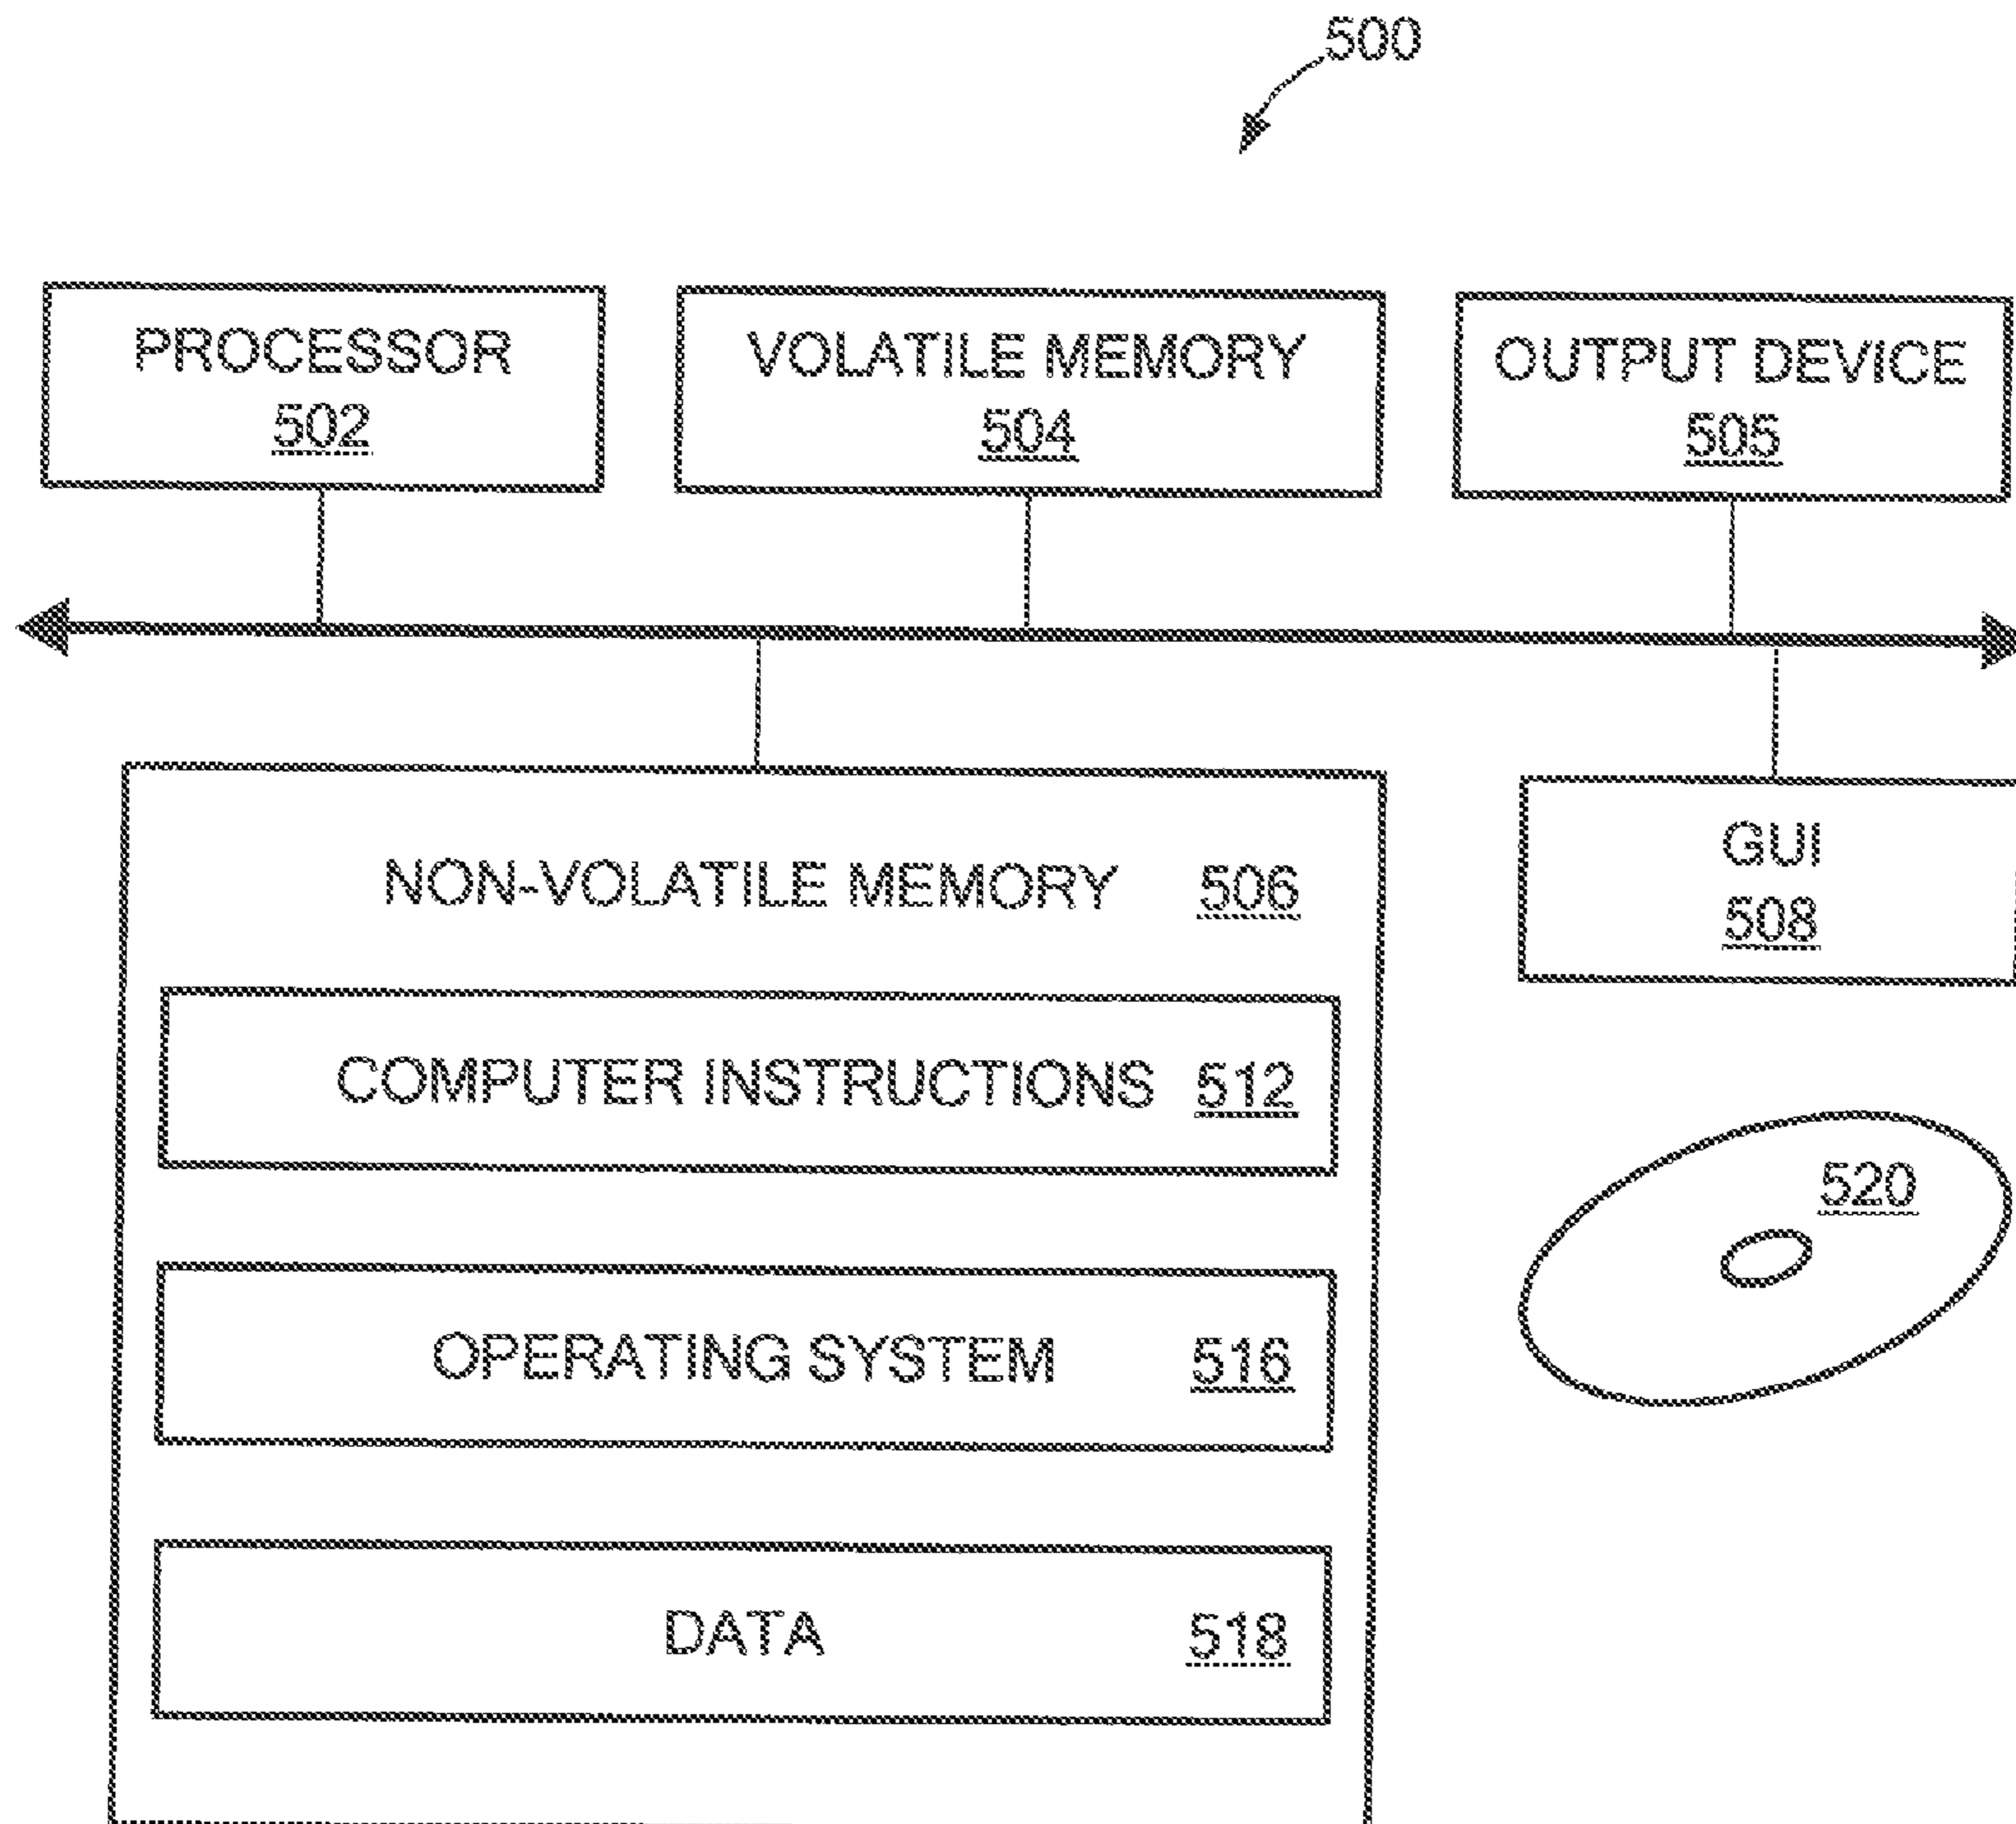 500
PROCESSOR
502
VOLATILE MEMORY
504
OUTPUT DEVICE
505
NON-VOLATILE MEMORY 506
GUI
508
COMPUTER INSTRUCTIONS 512
520
OPERATING SYSTEM 516
DATA 518